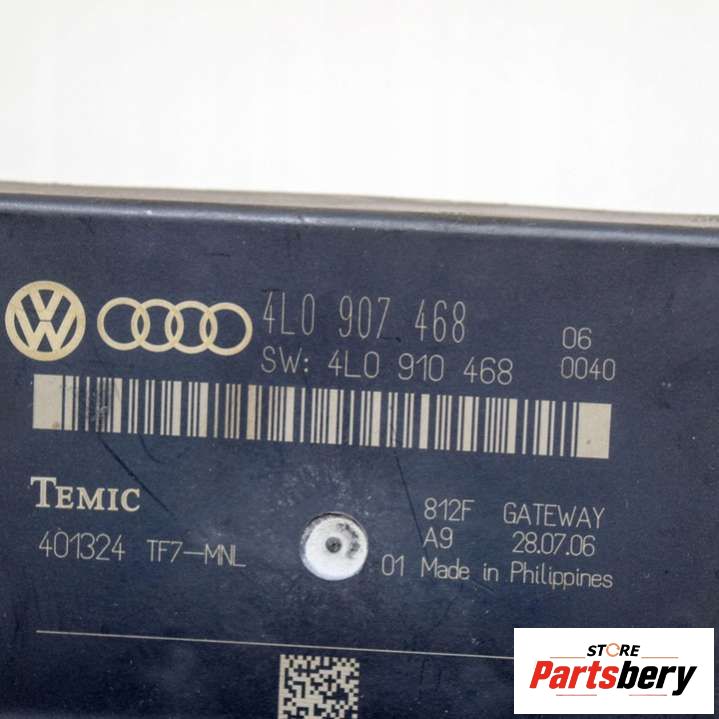 4L0 907 468 06
SW: 4L0 910 468 0040
TEMIC
812F GATEWAY
A9 28.07.06
401324 TF7-MNL
01 Made in Philippines
STORE
Partsbery